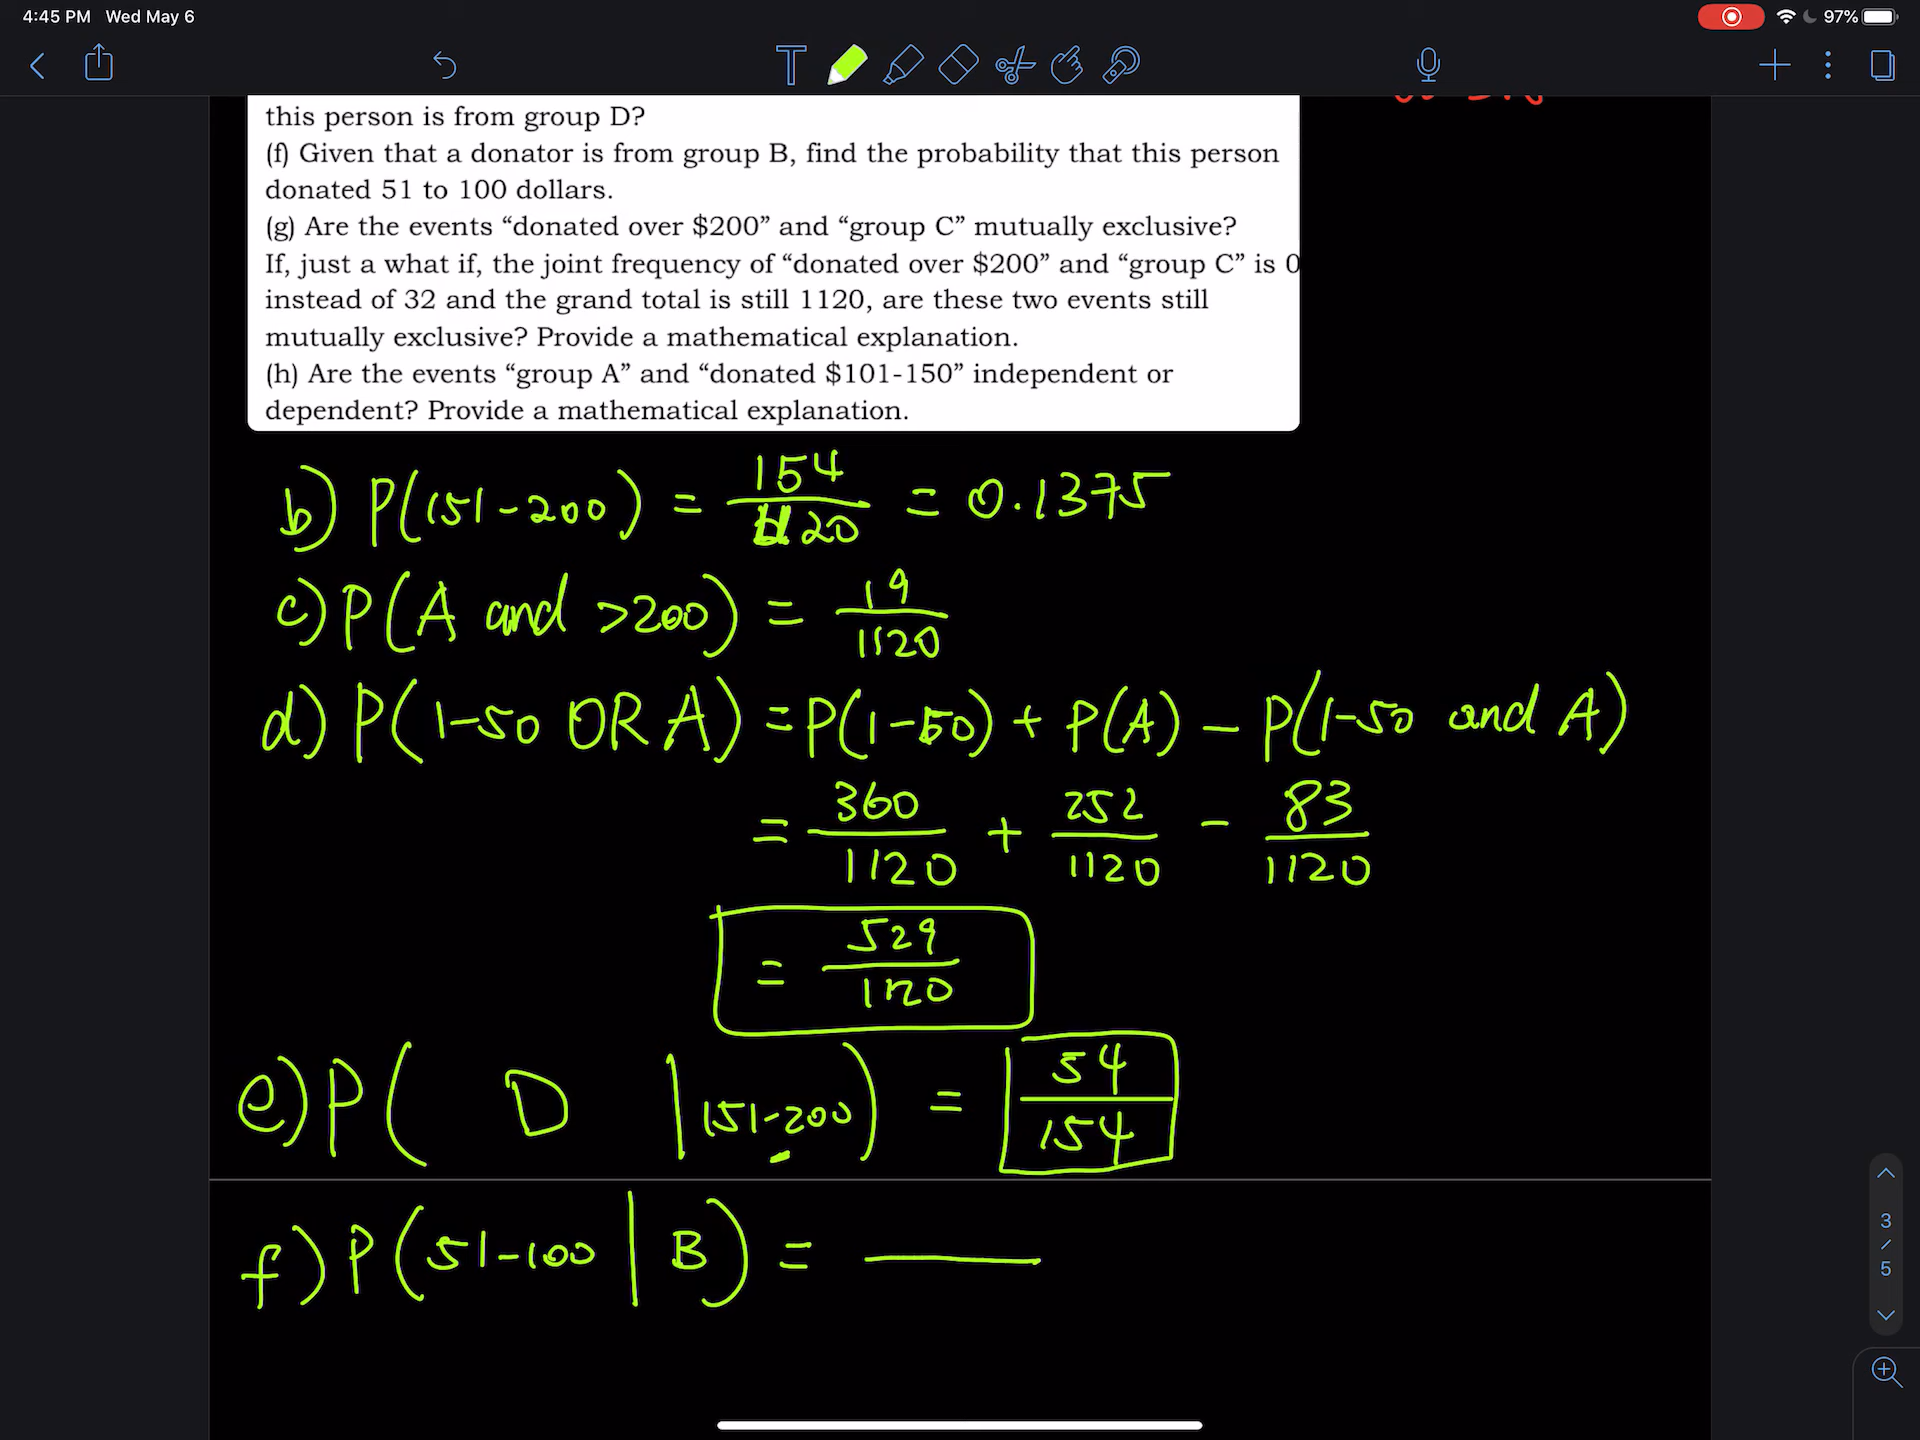 4:45 PM Wed May 6
97%
this person is from group D?
(f) Given that a donator is from group B, find the probability that this person
donated 51 to 100 dollars.
(g) Are the events “donated over $200” and “group C” mutually exclusive?
If, just a what if, the joint frequency of “donated over $200” and “group C” is 0
instead of 32 and the grand total is still 1120, are these two events still
mutually exclusive? Provide a mathematical explanation.
(h) Are the events “group A” and “donated $101-150” independent or
dependent? Provide a mathematical explanation.
b) P(151-200) = 154/1120 = 0.1375
c) P(A and >200) = 19/1120
d) P(1-50 OR A) = P(1-50) + P(A) - P(1-50 and A)
= 360/1120 + 252/1120 - 83/1120
= 529/1120
e) P( D | 151-200) = 54/154
f) P(51-100 | B) =
3
/
5